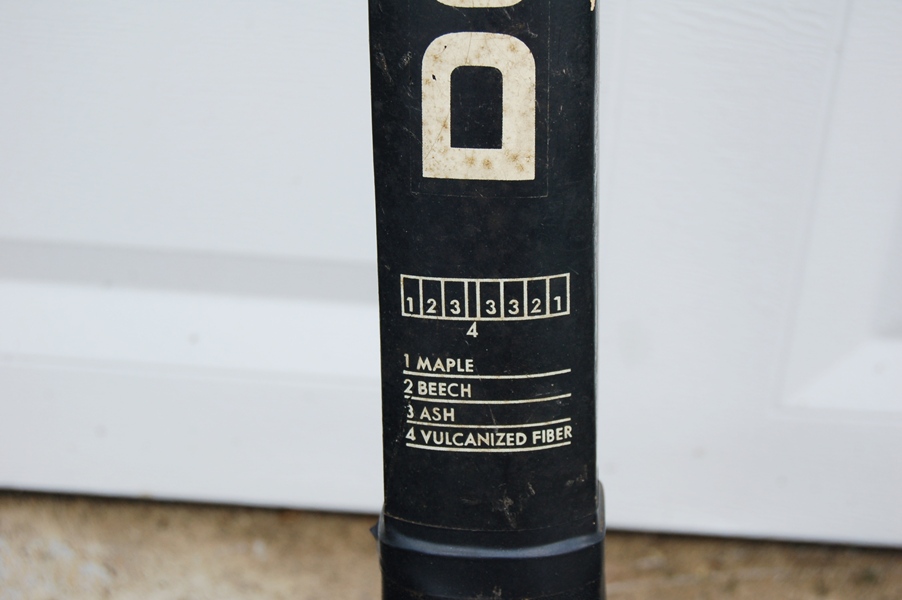 D
1 2 3 3 3 2 1
4
1 MAPLE
2 BEECH
3 ASH
4 VULCANIZED FIBER